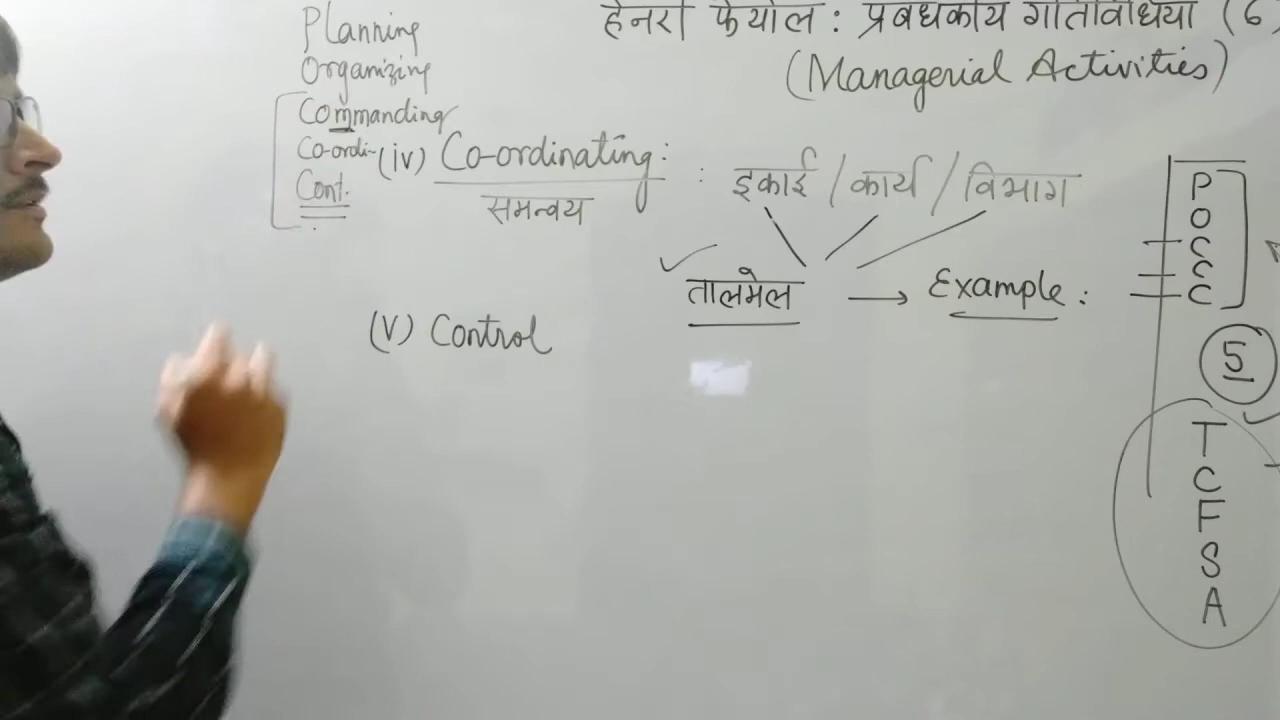 Planning
Organizing
Commanding
Co-ordi-
Cont.
हेनरी फेयोल : प्रबंधकीय गतिविधियाँ (6)
(Managerial Activities)
(iv) Co-ordinating : : इकाई / कार्य / विभाग
समन्वय
तालमेल → Example :
(V) Control
P
O
C
C
C
5
T
C
F
S
A